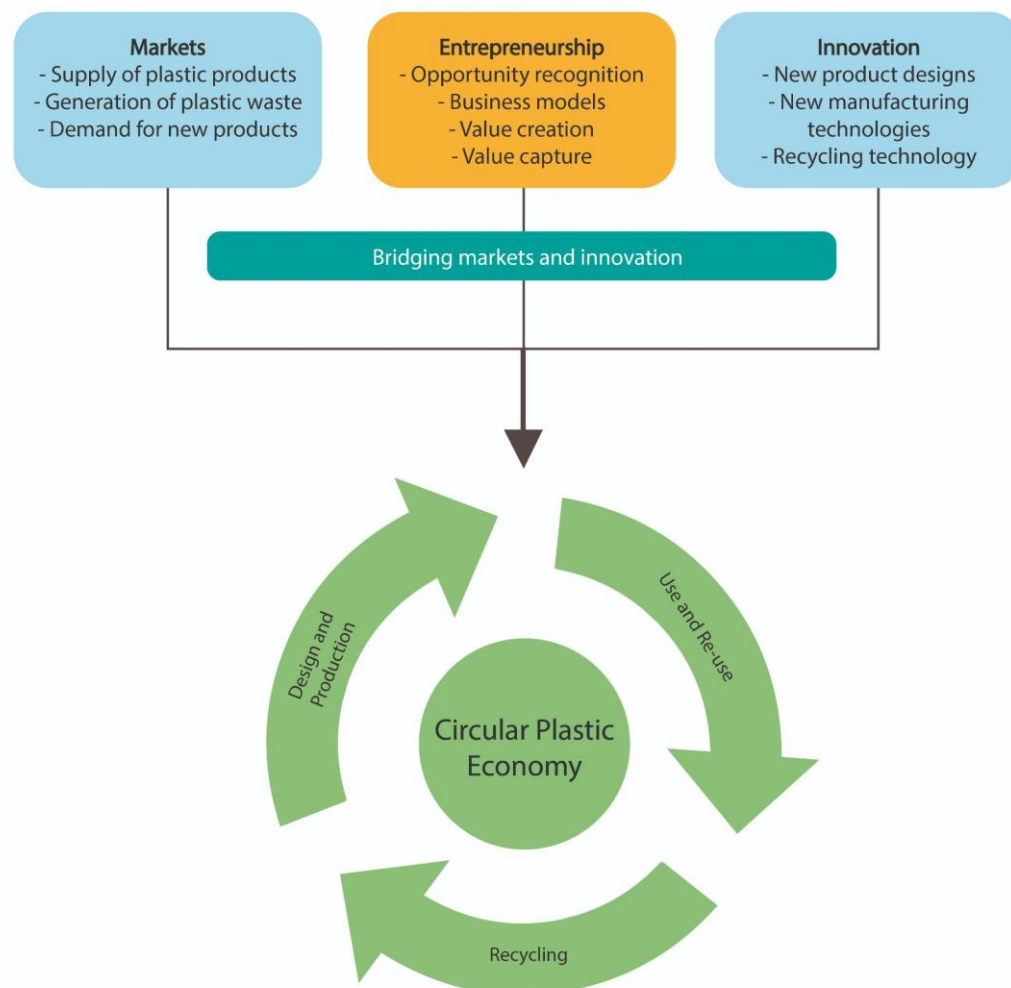 Markets
- Supply of plastic products
- Generation of plastic waste
- Demand for new products
Entrepreneurship
- Opportunity recognition
- Business models
- Value creation
- Value capture
Innovation
- New product designs
- New manufacturing
technologies
- Recycling technology
Bridging markets and innovation
Design and
Production
Use and Re-use
Circular Plastic
Economy
Recycling